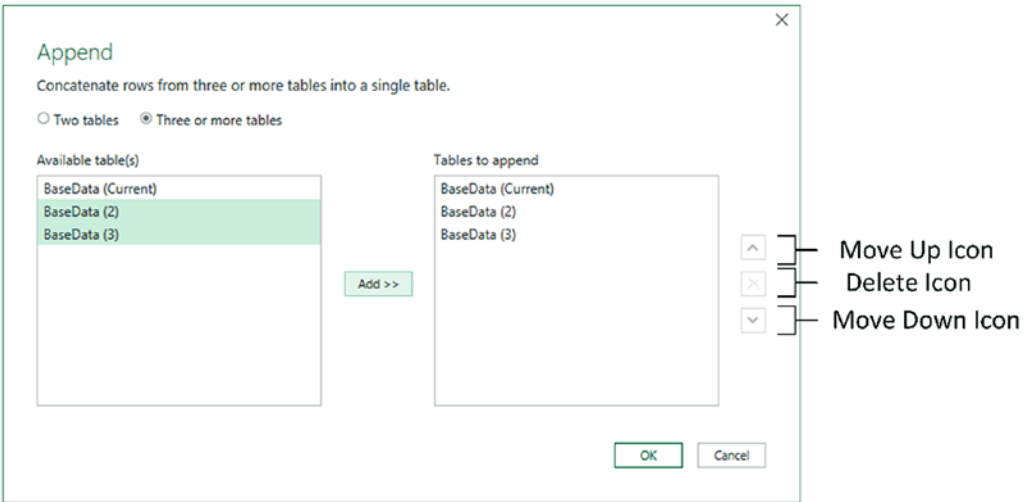 Append
Concatenate rows from three or more tables into a single table.
Two tables Three or more tables
Available table(s)
BaseData (Current)
BaseData (2)
BaseData (3)
Add >>
Tables to append
BaseData (Current)
BaseData (2)
BaseData (3)
Move Up Icon
Delete Icon
Move Down Icon
OK Cancel